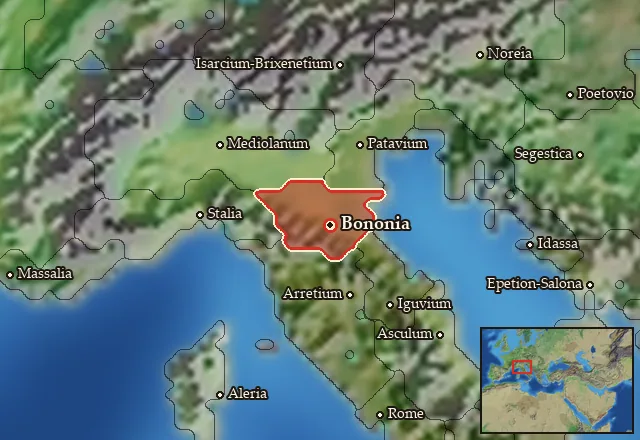 Noreia
Isarcium-Brixenetium
Poetovio
Mediolanum
Patavium
Segestica
Stalia
Bononia
Idassa
Massalia
Epetion-Salona
Arretium
Iguvium
Asculum
Aleria
Rome